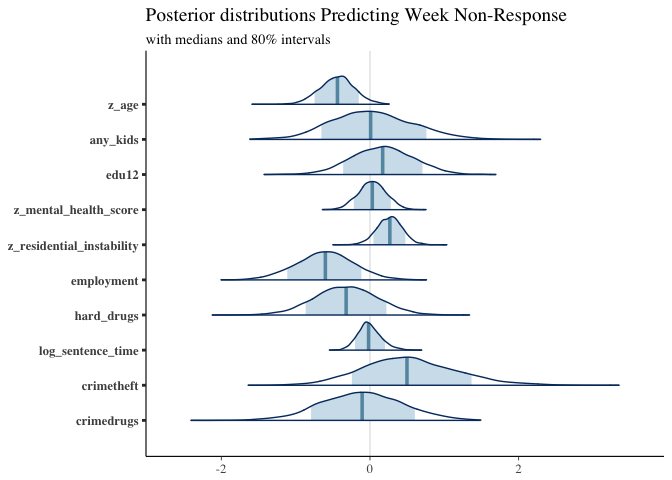 Posterior distributions Predicting Week Non-Response
with medians and 80% intervals
z_age
any_kids
edu12
z_mental_health_score
z_residential_instability
employment
hard_drugs
log_sentence_time
crimetheft
crimedrugs
-2 0 2